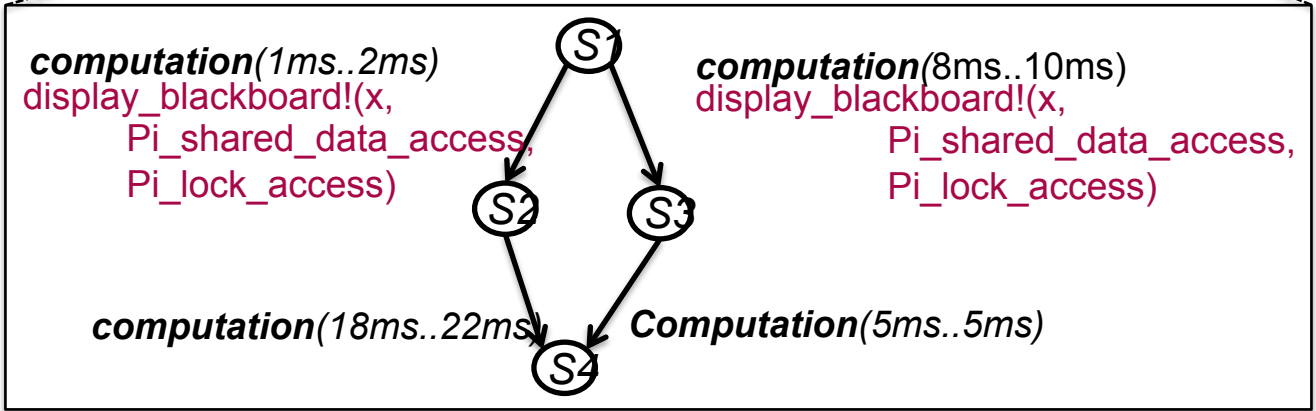 S1
computation(1ms..2ms)
display_blackboard!(x,
Pi_shared_data_access,
Pi_lock_access)
computation(8ms..10ms)
display_blackboard!(x,
Pi_shared_data_access,
Pi_lock_access)
S2
S3
computation(18ms..22ms)
Computation(5ms..5ms)
S4